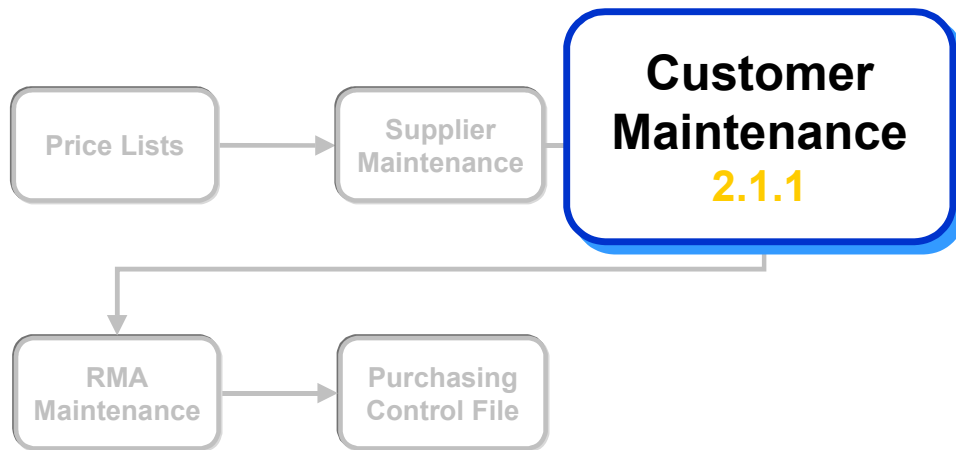 Price Lists
Supplier
Maintenance
Customer
Maintenance
2.1.1
RMA
Maintenance
Purchasing
Control File